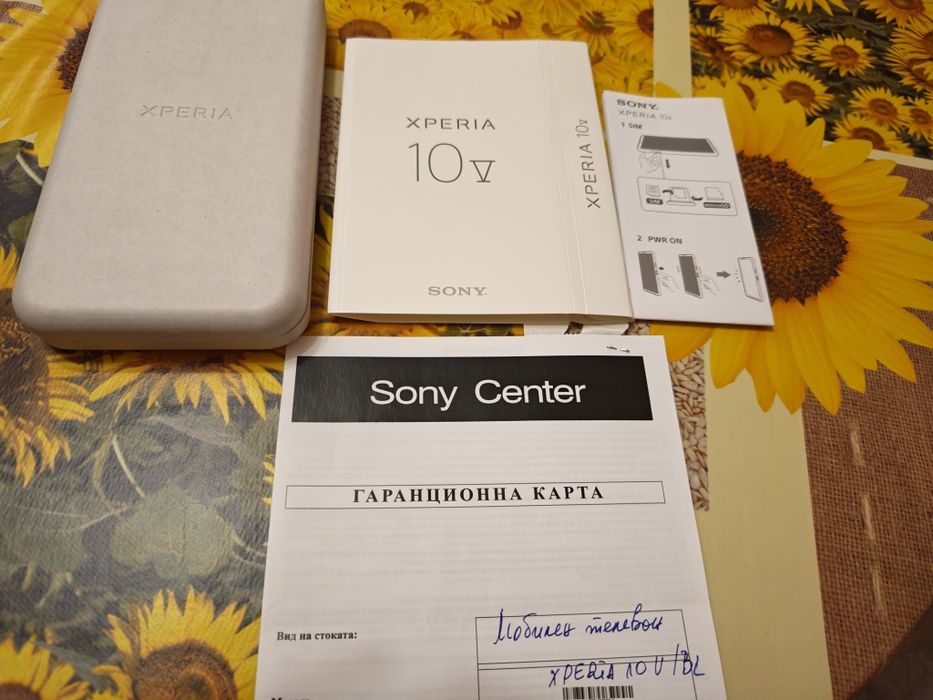 XPERIA
XPERIA
10 V
SONY
XPERIA 10 V
SONY
XPERIA 10 V
1 SIM
SIM
microSD
2 PWR ON
Sony Center
ГАРАНЦИОННА КАРТА
Вид на стоката:
Мобилен телефон
XPERIA 10 V/BL